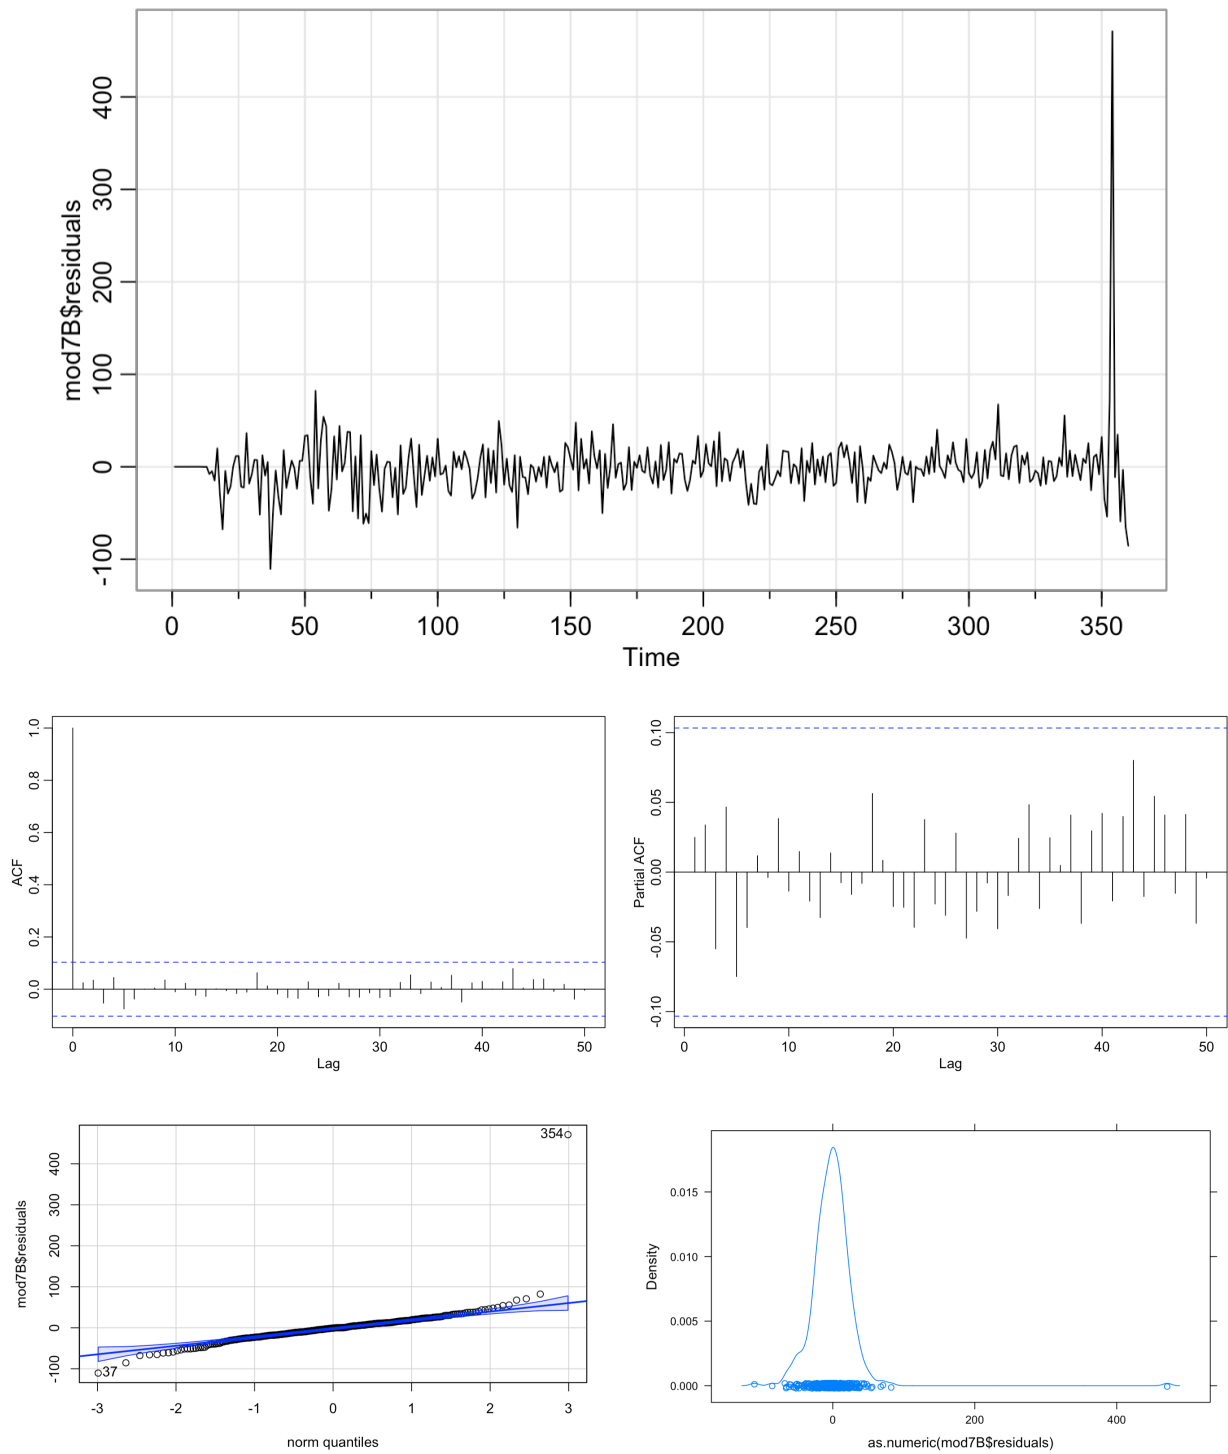 mod7B$residuals
400
300
200
100
0
-100
0 50 100 150 200 250 300 350
Time
ACF
1.0
0.8
0.6
0.4
0.2
0.0
0 10 20 30 40 50
Lag
Partial ACF
0.10
0.05
0.00
-0.05
-0.10
0 10 20 30 40 50
Lag
mod7B$residuals
400
300
200
100
0
-100
354
37
-3 -2 -1 0 1 2 3
norm quantiles
Density
0.015
0.010
0.005
0.000
0 200 400
as.numeric(mod7B$residuals)